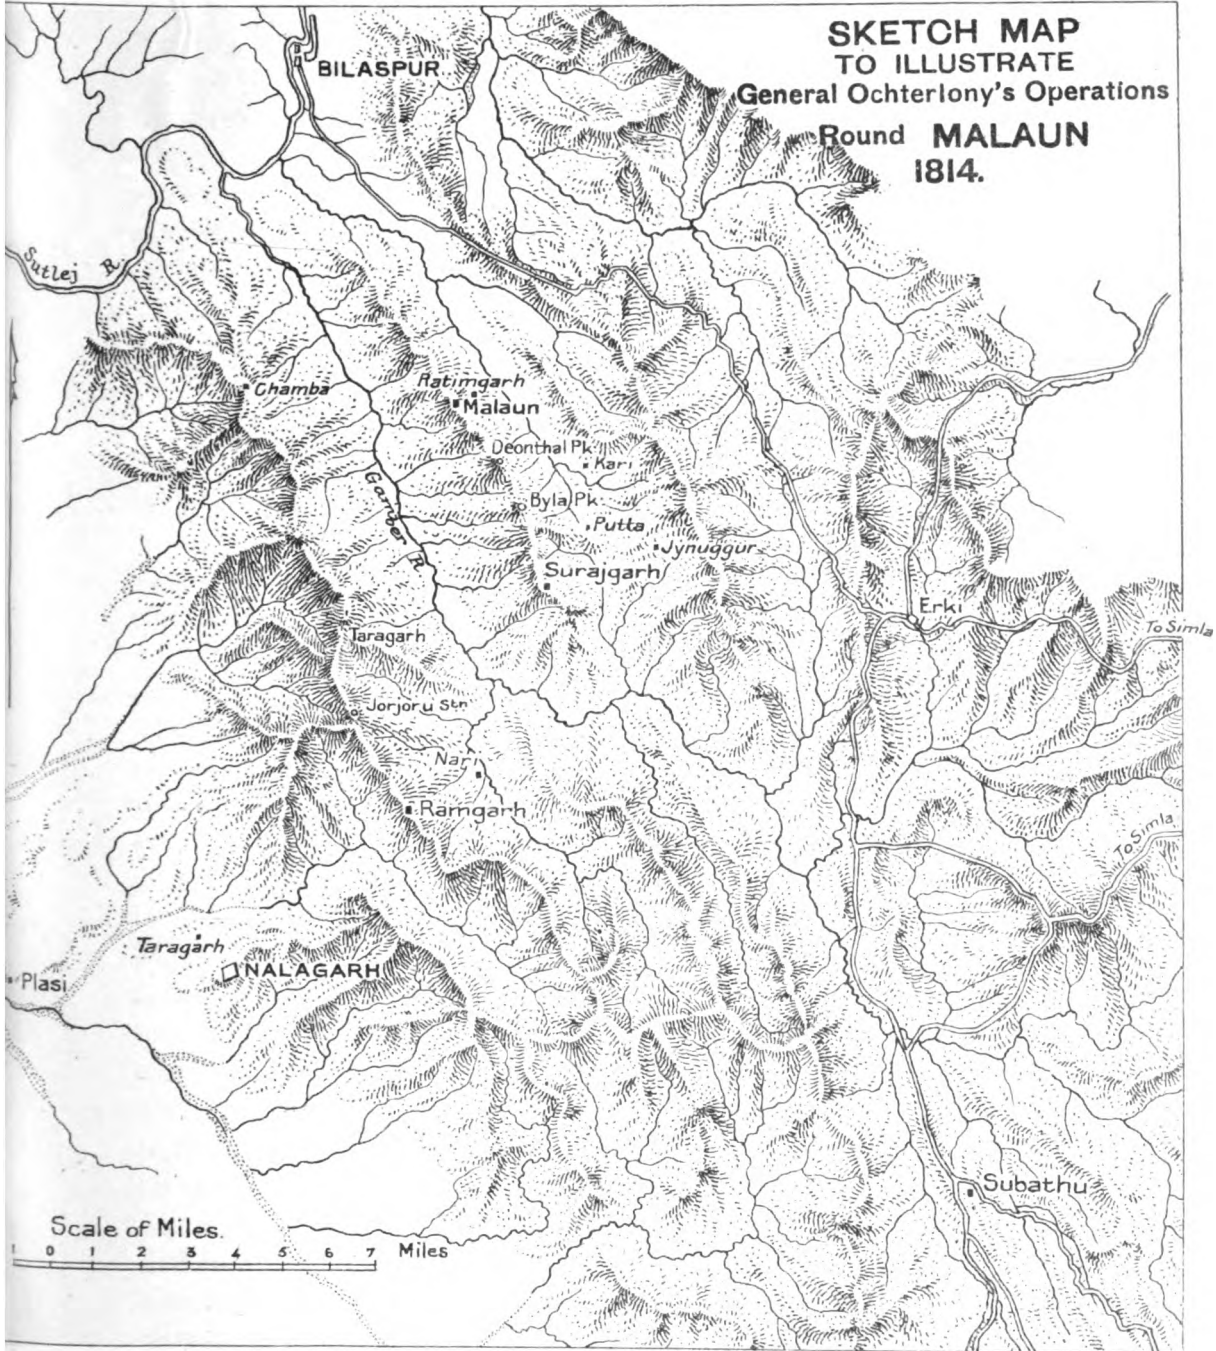 SKETCH MAP
TO ILLUSTRATE
General Ochterlony's Operations
Round MALAUN
1814.
BILASPUR
Sutlej R.
Chamba
Ratimgarh
Malaun
Deonthal Pk.
Kari
Gamber R.
Byla Pk.
Putta
Jynuggur
Surajgarh
Erki
To Simla
Taragarh
Jorjoru Stn
Nari
Ramgarh
To Simla
Taragarh
NALAGARH
Plasi
Subathu
Scale of Miles.
1 0 1 2 3 4 5 6 7 Miles